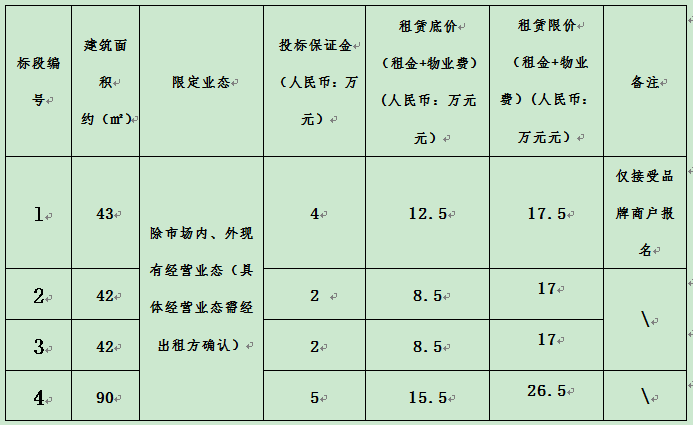 标段编
号
建筑面
积
约（㎡）
限定业态
投标保证金
（人民币：万
元）
租赁底价
（租金+物业费）
(人民币：万元
元）
租赁限价
（租金+物业
费）(人民币：
万元元）
备注
1
43
除市场内、外现
有经营业态（具
体经营业态需经
出租方确认）
4
12.5
17.5
仅接受品
牌商户报
名
2
42
2
8.5
17
\
3
42
2
8.5
17
4
90
5
15.5
26.5
\